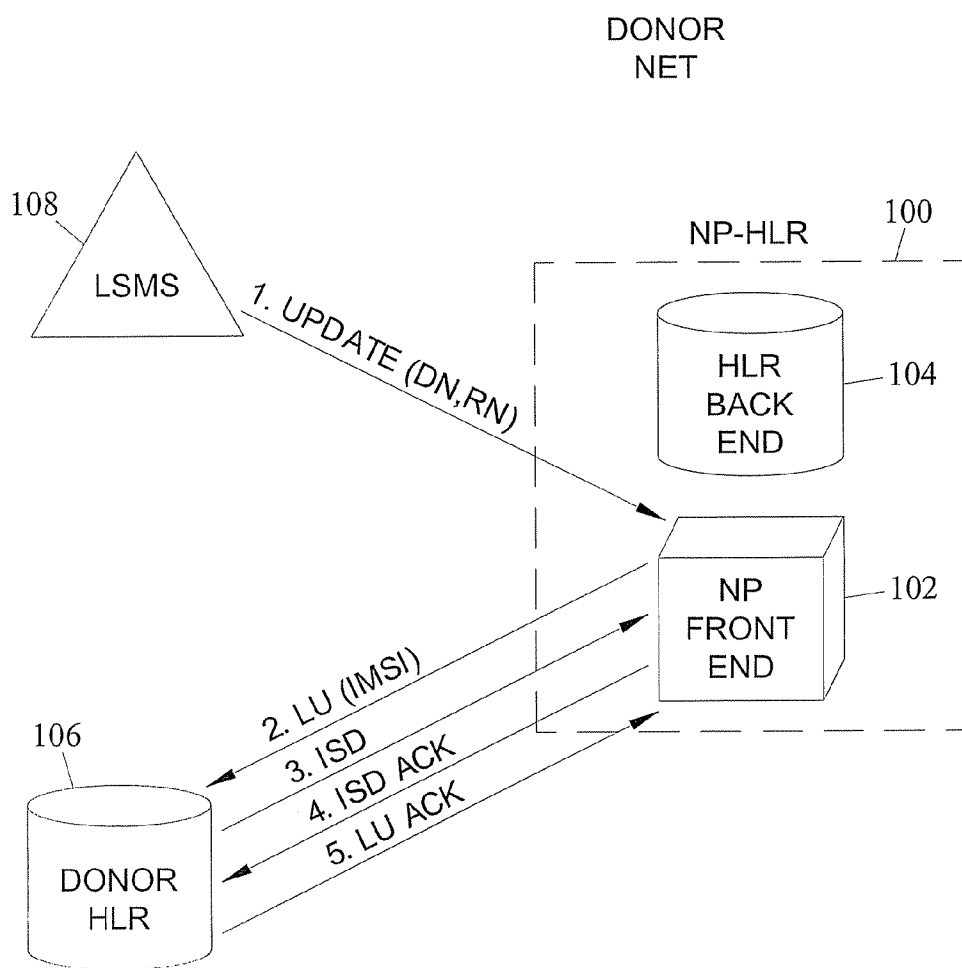 DONOR
NET
108
LSMS
NP-HLR
100
1. UPDATE (DN,RN)
HLR
BACK
END
104
NP
FRONT
END
102
2. LU (IMSI)
3. ISD
4. ISD ACK
5. LU ACK
106
DONOR
HLR